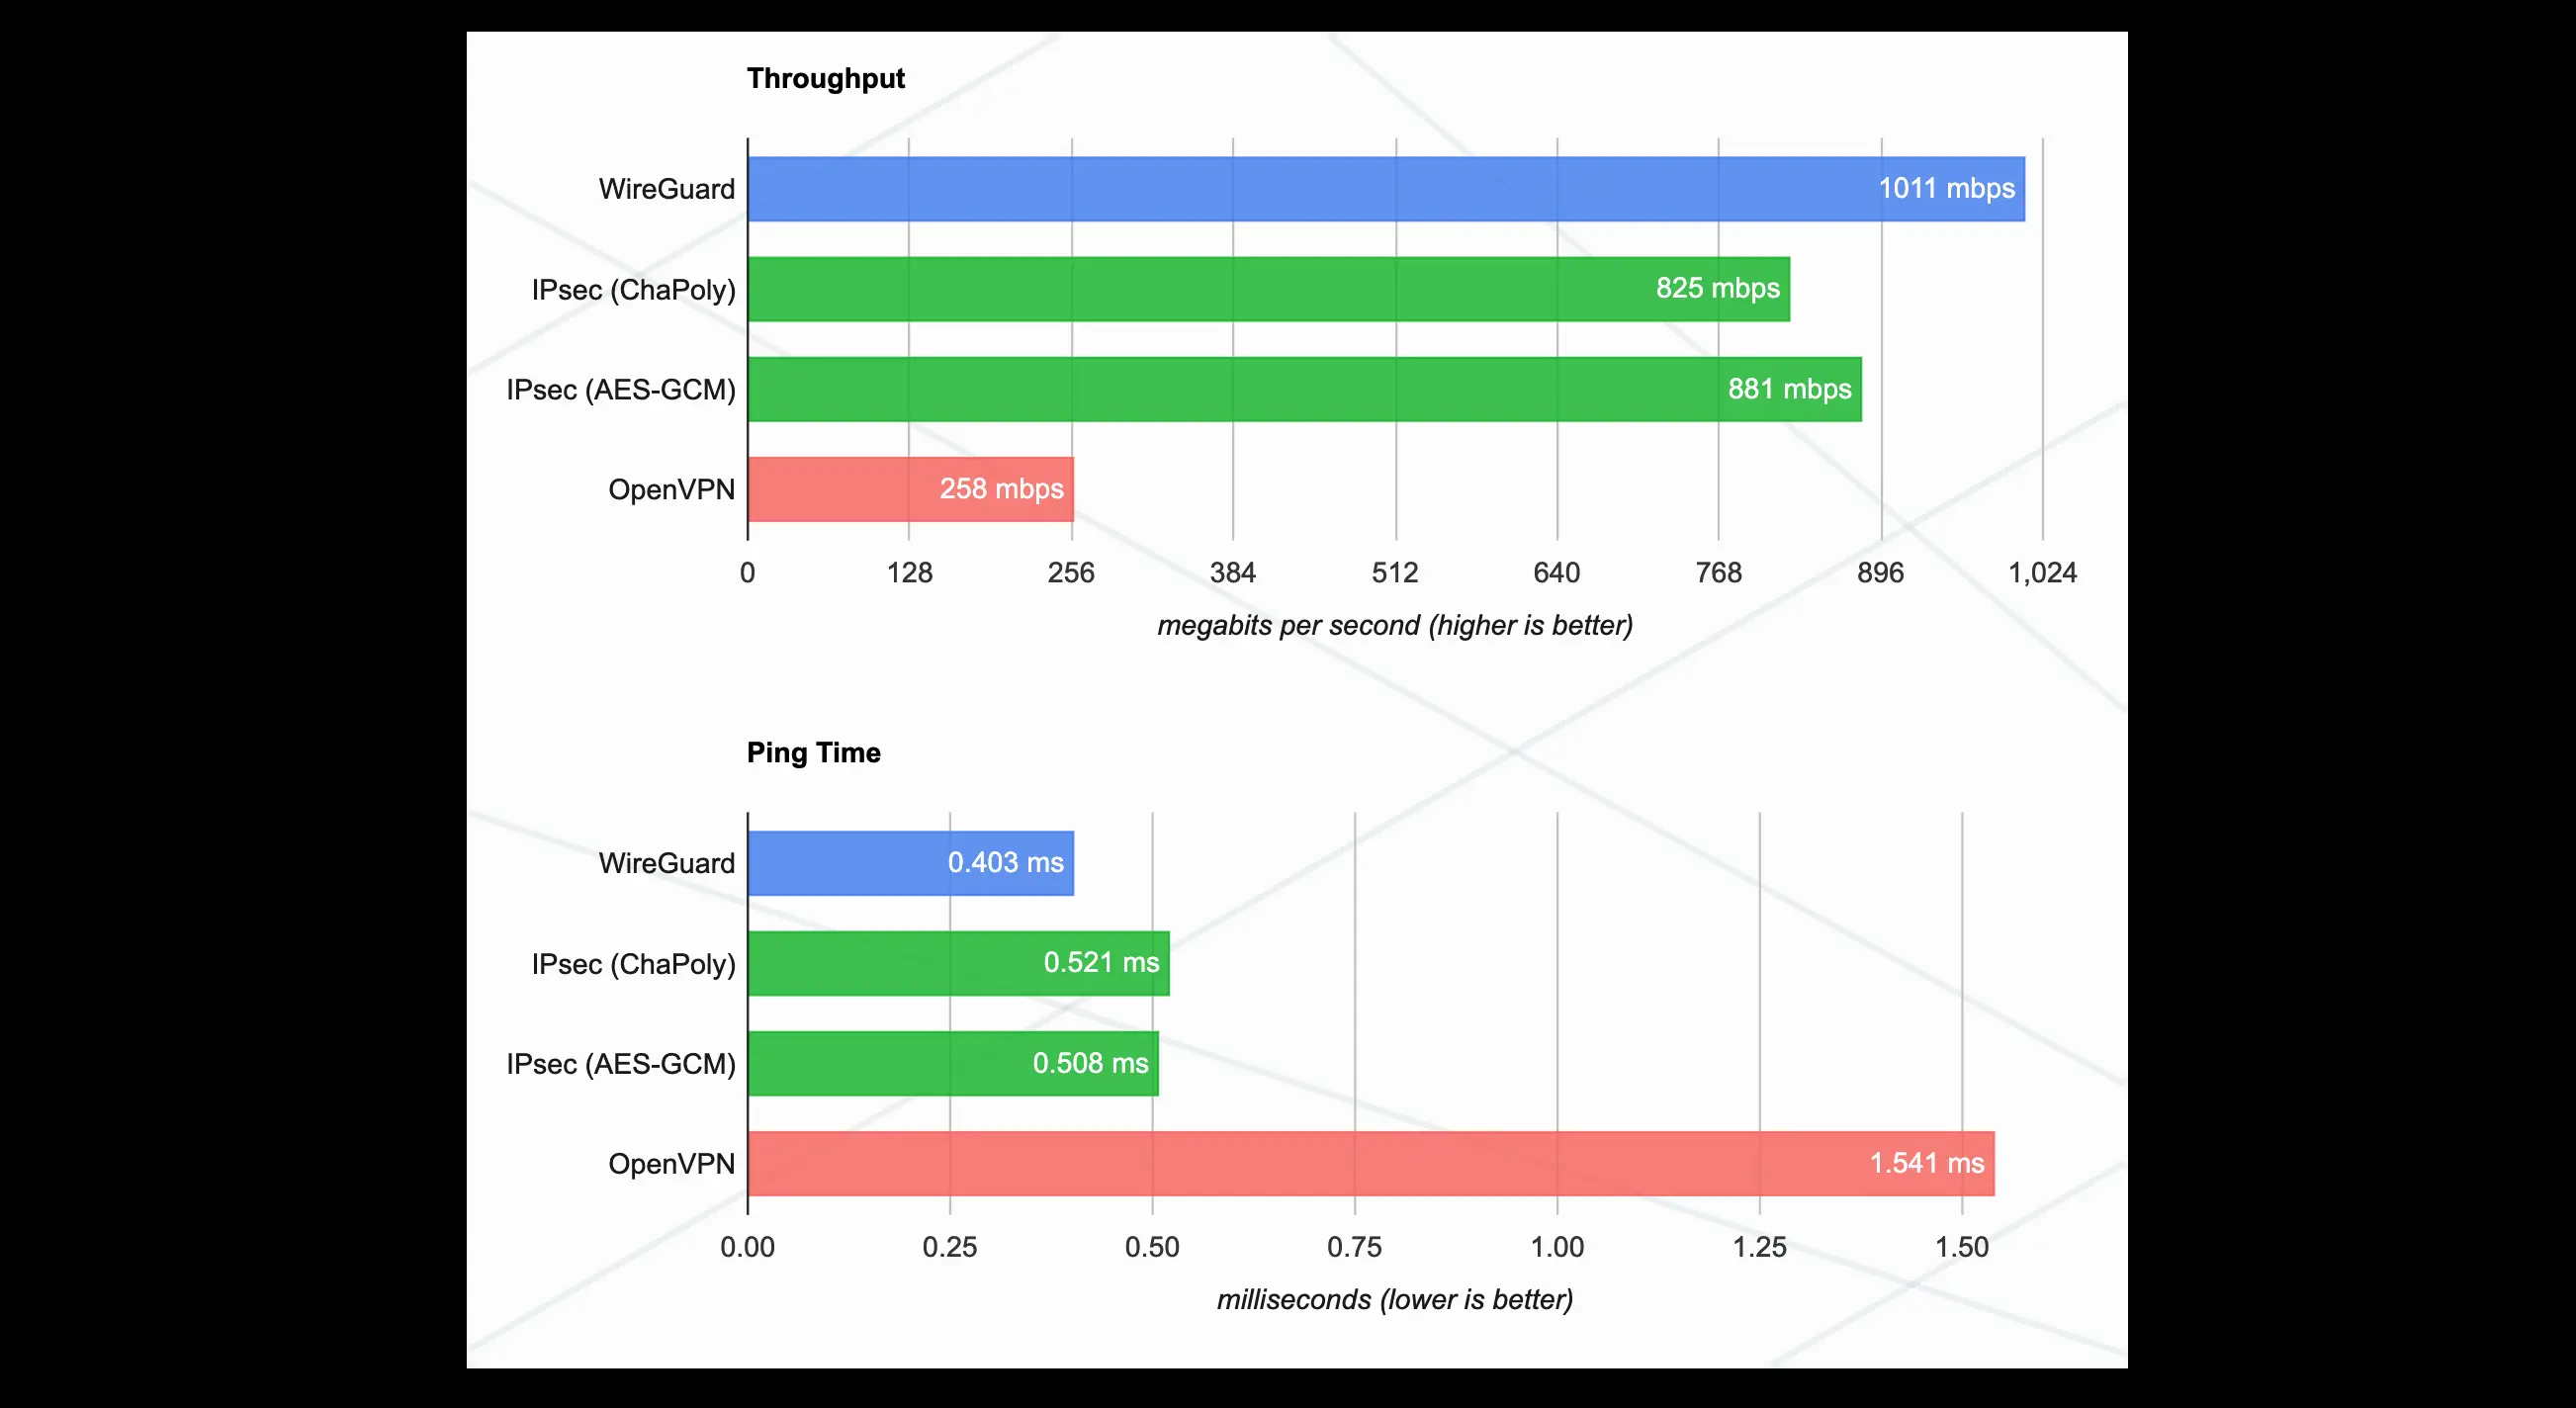 Throughput
WireGuard 1011 mbps
IPsec (ChaPoly) 825 mbps
IPsec (AES-GCM) 881 mbps
OpenVPN 258 mbps
0 128 256 384 512 640 768 896 1,024
megabits per second (higher is better)
Ping Time
WireGuard 0.403 ms
IPsec (ChaPoly) 0.521 ms
IPsec (AES-GCM) 0.508 ms
OpenVPN 1.541 ms
0.00 0.25 0.50 0.75 1.00 1.25 1.50
milliseconds (lower is better)